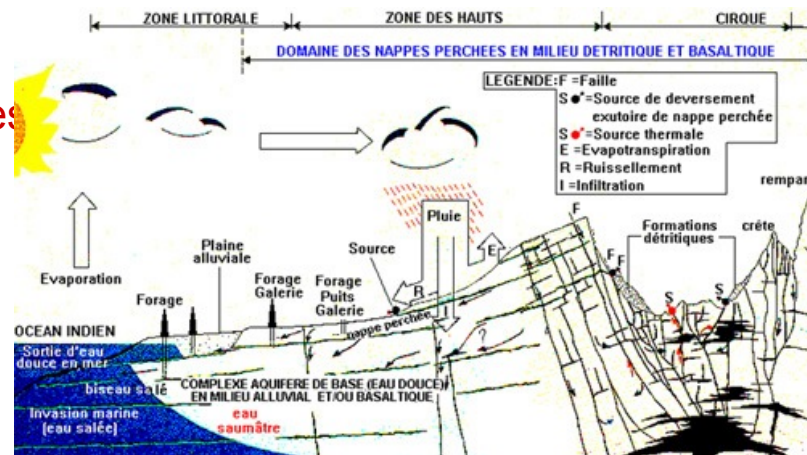 ZONE LITTORALE
ZONE DES HAUTS
CIRQUE
DOMAINE DES NAPPES PERCHEES EN MILIEU DETRITIQUE ET BASALTIQUE
es
LEGENDE: F =Faille
S =Source de deversement
exutoire de nappe perchée
S =Source thermale
E =Evapotranspiration
R =Ruissellement
I =Infiltration
rempar
Pluie
F
Formations
détritiques
crête
Plaine
alluviale
Source
E
Evaporation
Forage
Forage
Galerie
Forage
Puits
Galerie
R
I
F
F
S
S
nappe perchée
?
OCEAN INDIEN
Sortie d'eau
douce en mer
biseau salé
COMPLEXE AQUIFERE DE BASE (EAU DOUCE)
EN MILIEU ALLUVIAL ET/OU BASALTIQUE
Invasion marine
(eau salée)
eau
saumâtre